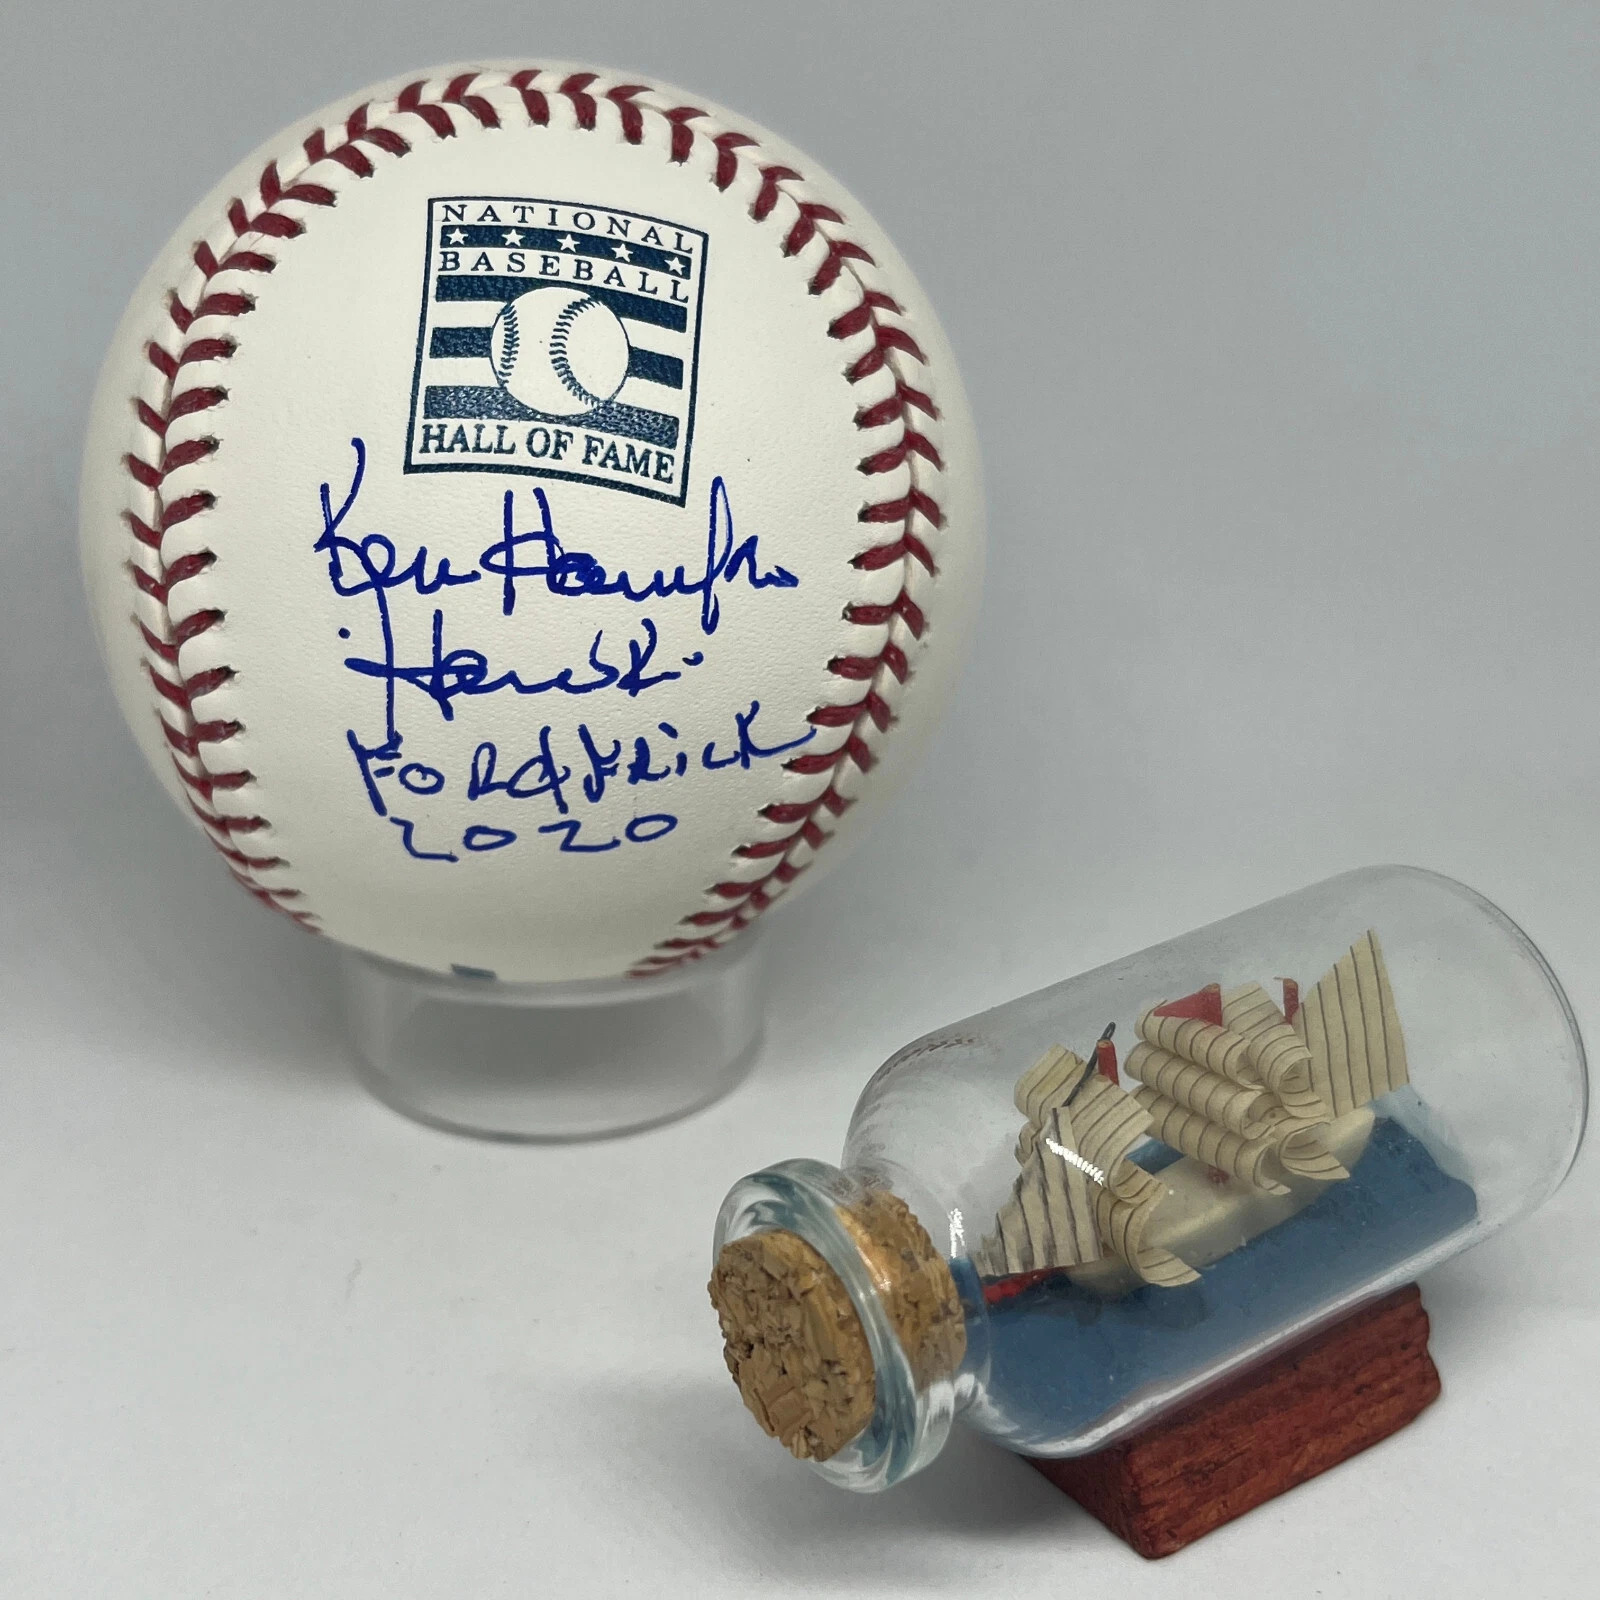 NATIONAL
BASEBALL
HALL OF FAME
Ken Harrelson
Hawk
Ford Frick
2020